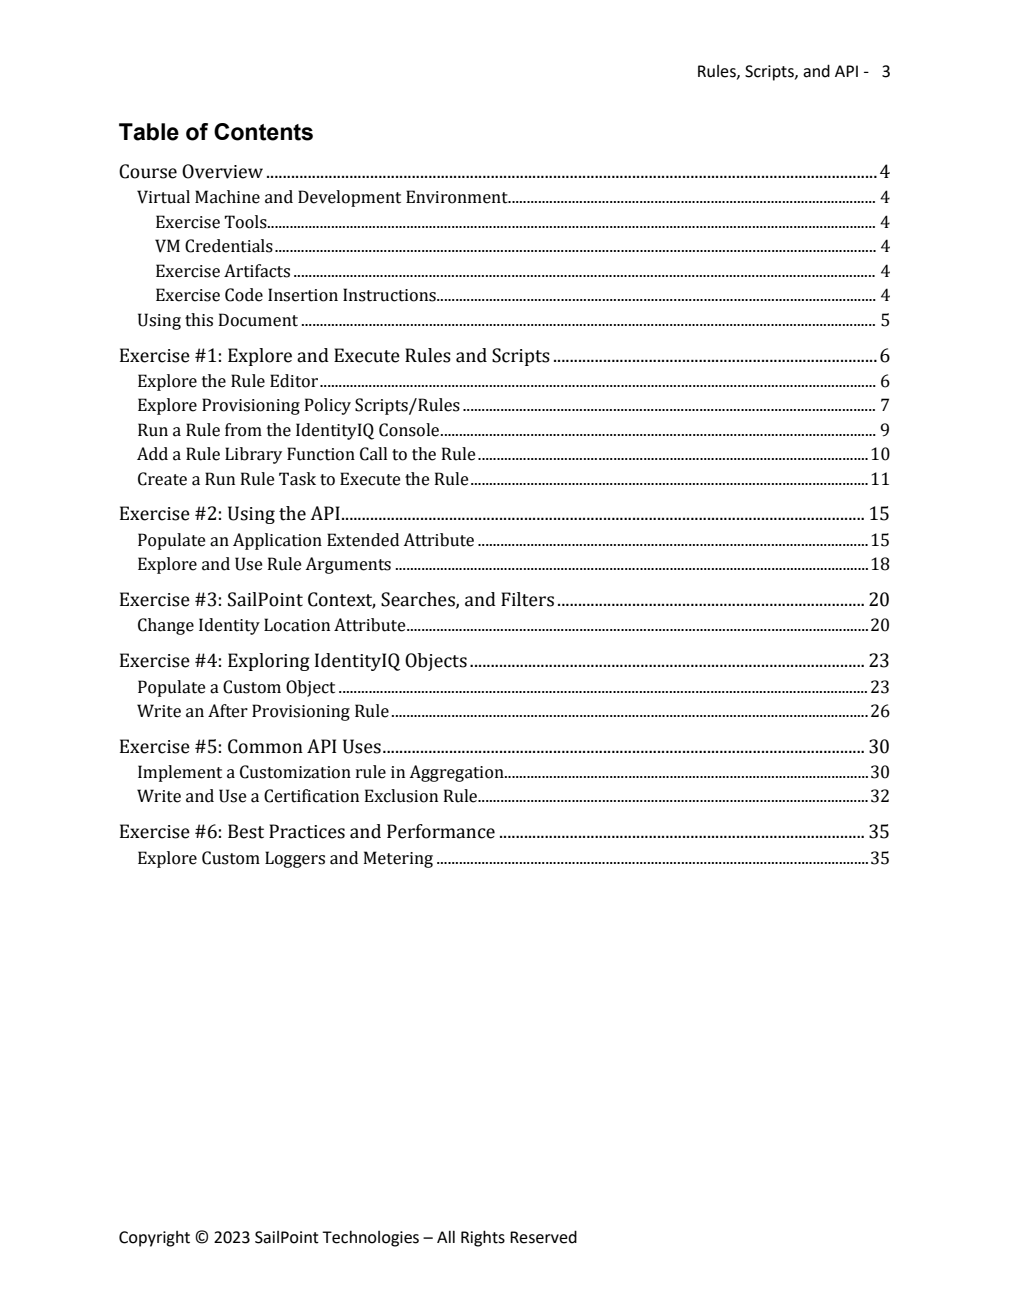 Rules, Scripts, and API - 3
Table of Contents
Course Overview 4
Virtual Machine and Development Environment 4
Exercise Tools 4
VM Credentials 4
Exercise Artifacts 4
Exercise Code Insertion Instructions 4
Using this Document 5
Exercise #1: Explore and Execute Rules and Scripts 6
Explore the Rule Editor 6
Explore Provisioning Policy Scripts/Rules 7
Run a Rule from the IdentityIQ Console 9
Add a Rule Library Function Call to the Rule 10
Create a Run Rule Task to Execute the Rule 11
Exercise #2: Using the API 15
Populate an Application Extended Attribute 15
Explore and Use Rule Arguments 18
Exercise #3: SailPoint Context, Searches, and Filters 20
Change Identity Location Attribute 20
Exercise #4: Exploring IdentityIQ Objects 23
Populate a Custom Object 23
Write an After Provisioning Rule 26
Exercise #5: Common API Uses 30
Implement a Customization rule in Aggregation 30
Write and Use a Certification Exclusion Rule 32
Exercise #6: Best Practices and Performance 35
Explore Custom Loggers and Metering 35
Copyright © 2023 SailPoint Technologies – All Rights Reserved